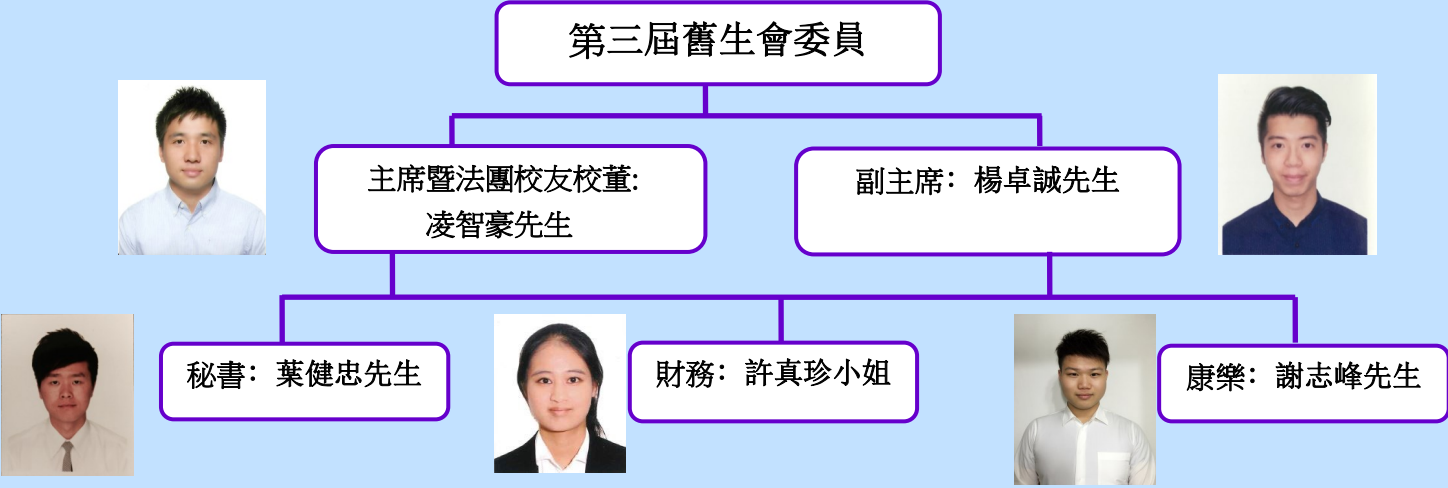 第三屆舊生會委員
主席暨法團校友校董:
凌智豪先生
副主席：楊卓誠先生
秘書：葉健忠先生
財務：許真珍小姐
康樂：謝志峰先生